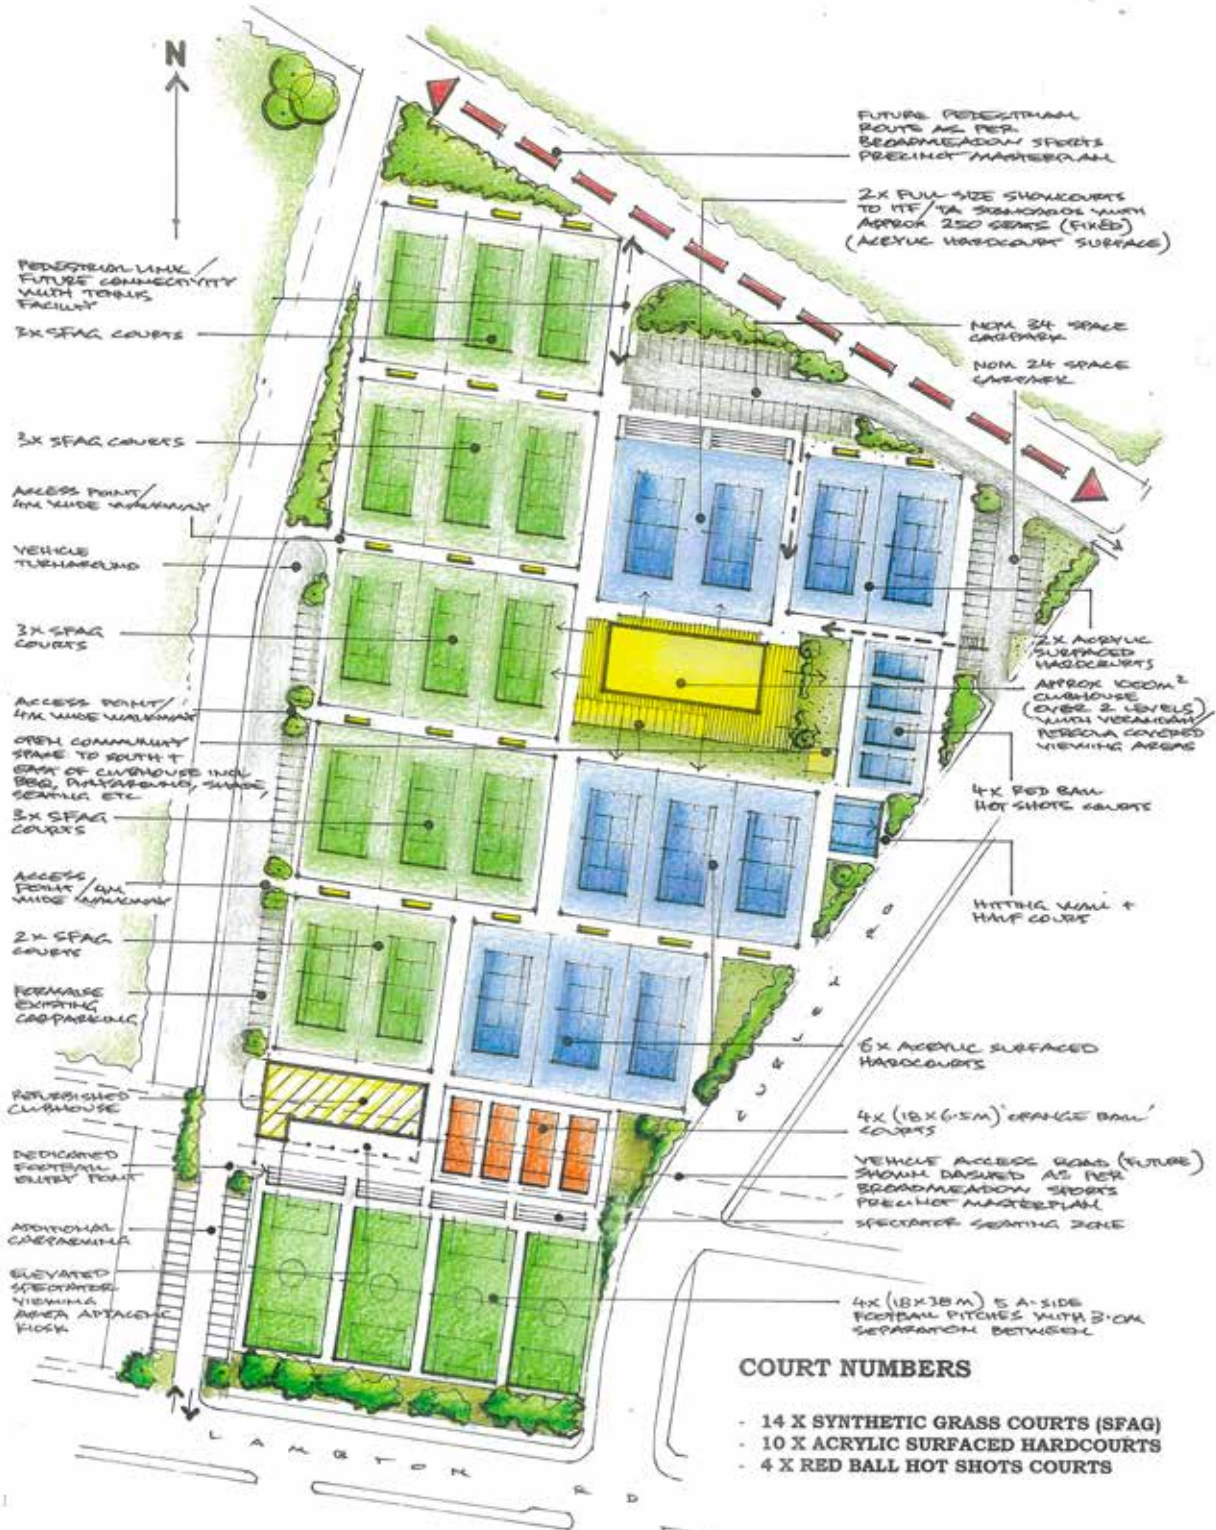 N
FUTURE PEDESTRIAN
ROUTE AS PER
BROADMEADOW SPORTS
PRECINCT MASTERPLAN
2X FULL SIZE SHOWCOURTS
TO ITF/TA STANDARDS WITH
APPROX 250 SEATS (FIXED)
(ACRYLIC HARDCOURT SURFACE)
NOM 34 SPACE
CARPARK
NOM 24 SPACE
CARPARK
2X ACRYLIC
SURFACED
HARDCOURTS
APPROX 1000M²
CLUBHOUSE
(OVER 2 LEVELS)
WITH VERANDAH/
PERGOLA COVERED
VIEWING AREAS
4X RED BALL
HOT SHOTS COURTS
HITTING WALL +
HALF COURT
6X ACRYLIC SURFACED
HARDCOURTS
4X (18X6.5M) 'ORANGE BALL'
COURTS
VEHICLE ACCESS ROAD (FUTURE)
SHOWN DASHED AS PER
BROADMEADOW SPORTS
PRECINCT MASTERPLAN
SPECTATOR SEATING ZONE
4X (18X38M) 5 A-SIDE
FOOTBALL PITCHES WITH 3.0M
SEPARATION BETWEEN
PEDESTRIAL LINK/
FUTURE CONNECTIVITY
WITH TENNIS
FACILITY
3X SFAG COURTS
3X SFAG COURTS
ACCESS POINT/
4M WIDE WALKWAY
VEHICLE
TURNAROUND
3X SFAG
COURTS
ACCESS POINT/
4M WIDE WALKWAY
OPEN COMMUNITY
SPACE TO SOUTH +
EAST OF CLUBHOUSE INCL
BBQ, PLAYGROUND, SHADE,
SEATING ETC
3X SFAG
COURTS
ACCESS
POINT/4M
WIDE WALKWAY
2X SFAG
COURTS
FORMALISE
EXISTING
CARPARKING
REFURBISHED
CLUBHOUSE
DEDICATED
FOOTBALL
ENTRY POINT
ADDITIONAL
CARPARKING
ELEVATED
SPECTATOR
VIEWING
AREA ADJACENT
KIOSK
LAMBTON RD
COURT NUMBERS
- 14 X SYNTHETIC GRASS COURTS (SFAG)
- 10 X ACRYLIC SURFACED HARDCOURTS
- 4 X RED BALL HOT SHOTS COURTS